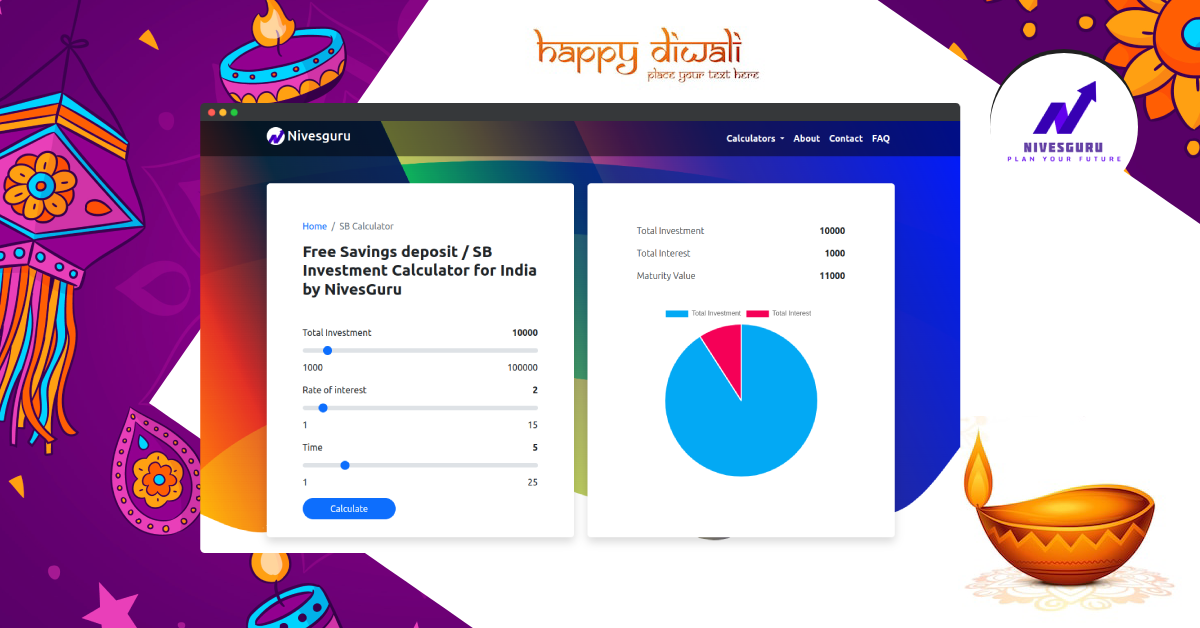 happy diwali
place your text here
Nivesguru
Calculators
About
Contact
FAQ
NIVESGURU
PLAN YOUR FUTURE
Home / SB Calculator
Free Savings deposit / SB
Investment Calculator for India
by NivesGuru
Total Investment 10000
1000 100000
Rate of interest 2
1 15
Time 5
1 25
Calculate
Total Investment 10000
Total Interest 1000
Maturity Value 11000
Total Investment Total Interest